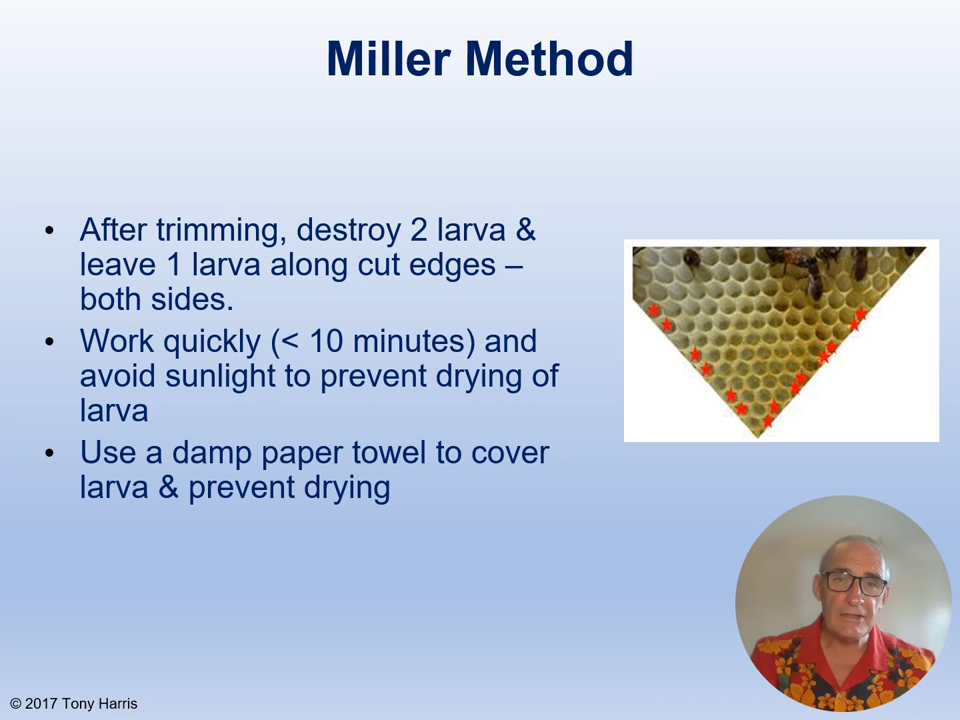 Miller Method
• After trimming, destroy 2 larva &
leave 1 larva along cut edges –
both sides.
• Work quickly (< 10 minutes) and
avoid sunlight to prevent drying of
larva
• Use a damp paper towel to cover
larva & prevent drying
© 2017 Tony Harris